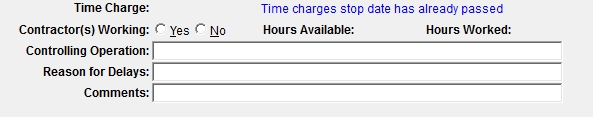 Time Charge: Time charges stop date has already passed
Contractor(s) Working: Yes No Hours Available: Hours Worked:
Controlling Operation:
Reason for Delays:
Comments: